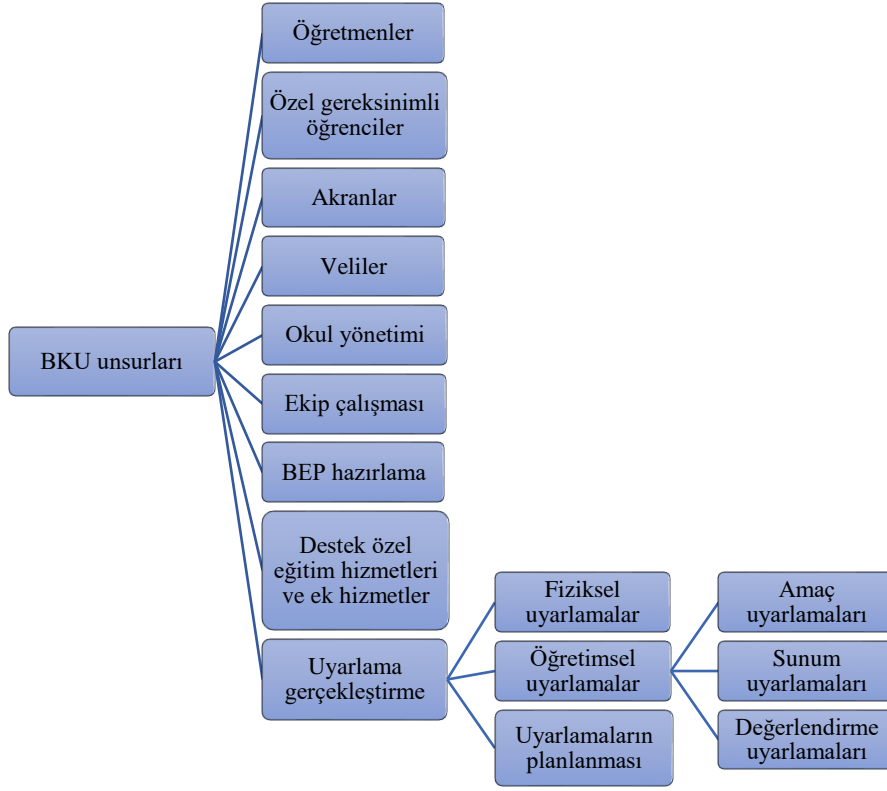 Öğretmenler
Özel gereksinimli
öğrenciler
Akranlar
Veliler
BKU unsurları
Okul yönetimi
Ekip çalışması
BEP hazırlama
Destek özel
eğitim hizmetleri
ve ek hizmetler
Uyarlama
gerçekleştirme
Fiziksel
uyarlamalar
Öğretimsel
uyarlamalar
Uyarlamaların
planlanması
Amaç
uyarlamaları
Sunum
uyarlamaları
Değerlendirme
uyarlamaları